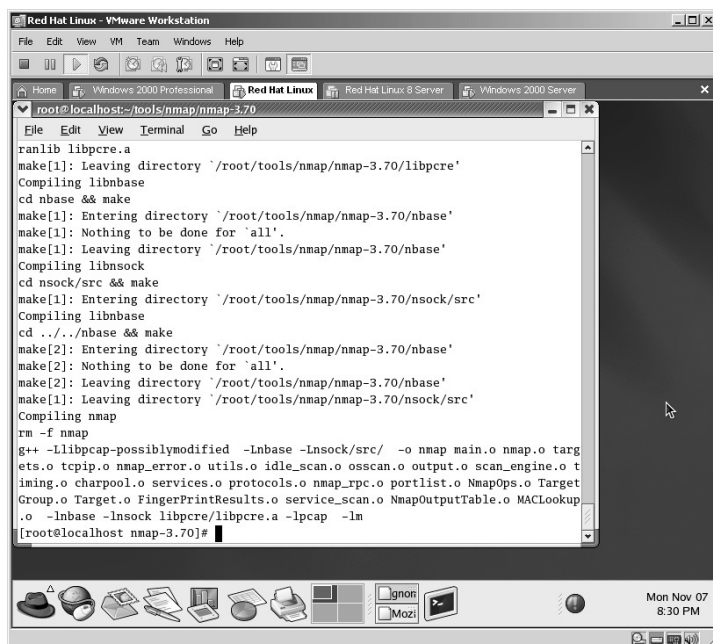 Red Hat Linux - VMware Workstation
File Edit View VM Team Windows Help
Home Windows 2000 Professional Red Hat Linux Red Hat Linux 8 Server Windows 2000 Server
root@localhost:~/tools/nmap/nmap-3.70
File Edit View Terminal Go Help
ranlib libpcre.a
make[1]: Leaving directory `/root/tools/nmap/nmap-3.70/libpcre'
Compiling libnbase
cd nbase && make
make[1]: Entering directory `/root/tools/nmap/nmap-3.70/nbase'
make[1]: Nothing to be done for `all'.
make[1]: Leaving directory `/root/tools/nmap/nmap-3.70/nbase'
Compiling libnsock
cd nsock/src && make
make[1]: Entering directory `/root/tools/nmap/nmap-3.70/nsock/src'
Compiling libnbase
cd ../../nbase && make
make[2]: Entering directory `/root/tools/nmap/nmap-3.70/nbase'
make[2]: Nothing to be done for `all'.
make[2]: Leaving directory `/root/tools/nmap/nmap-3.70/nbase'
make[1]: Leaving directory `/root/tools/nmap/nmap-3.70/nsock/src'
Compiling nmap
rm -f nmap
g++ -Llibpcap-possiblymodified -Lnbase -Lnsock/src/ -o nmap main.o nmap.o targ
ets.o tcpip.o nmap_error.o utils.o idle_scan.o osscan.o output.o scan_engine.o t
iming.o charpool.o services.o protocols.o nmap_rpc.o portlist.o NmapOps.o Target
Group.o Target.o FingerPrintResults.o service_scan.o NmapOutputTable.o MACLookup
.o -lnbase -lnsock libpcre/libpcre.a -lpcap -lm
[root@localhost nmap-3.70]#
gnom
Mozi
Mon Nov 07
8:30 PM